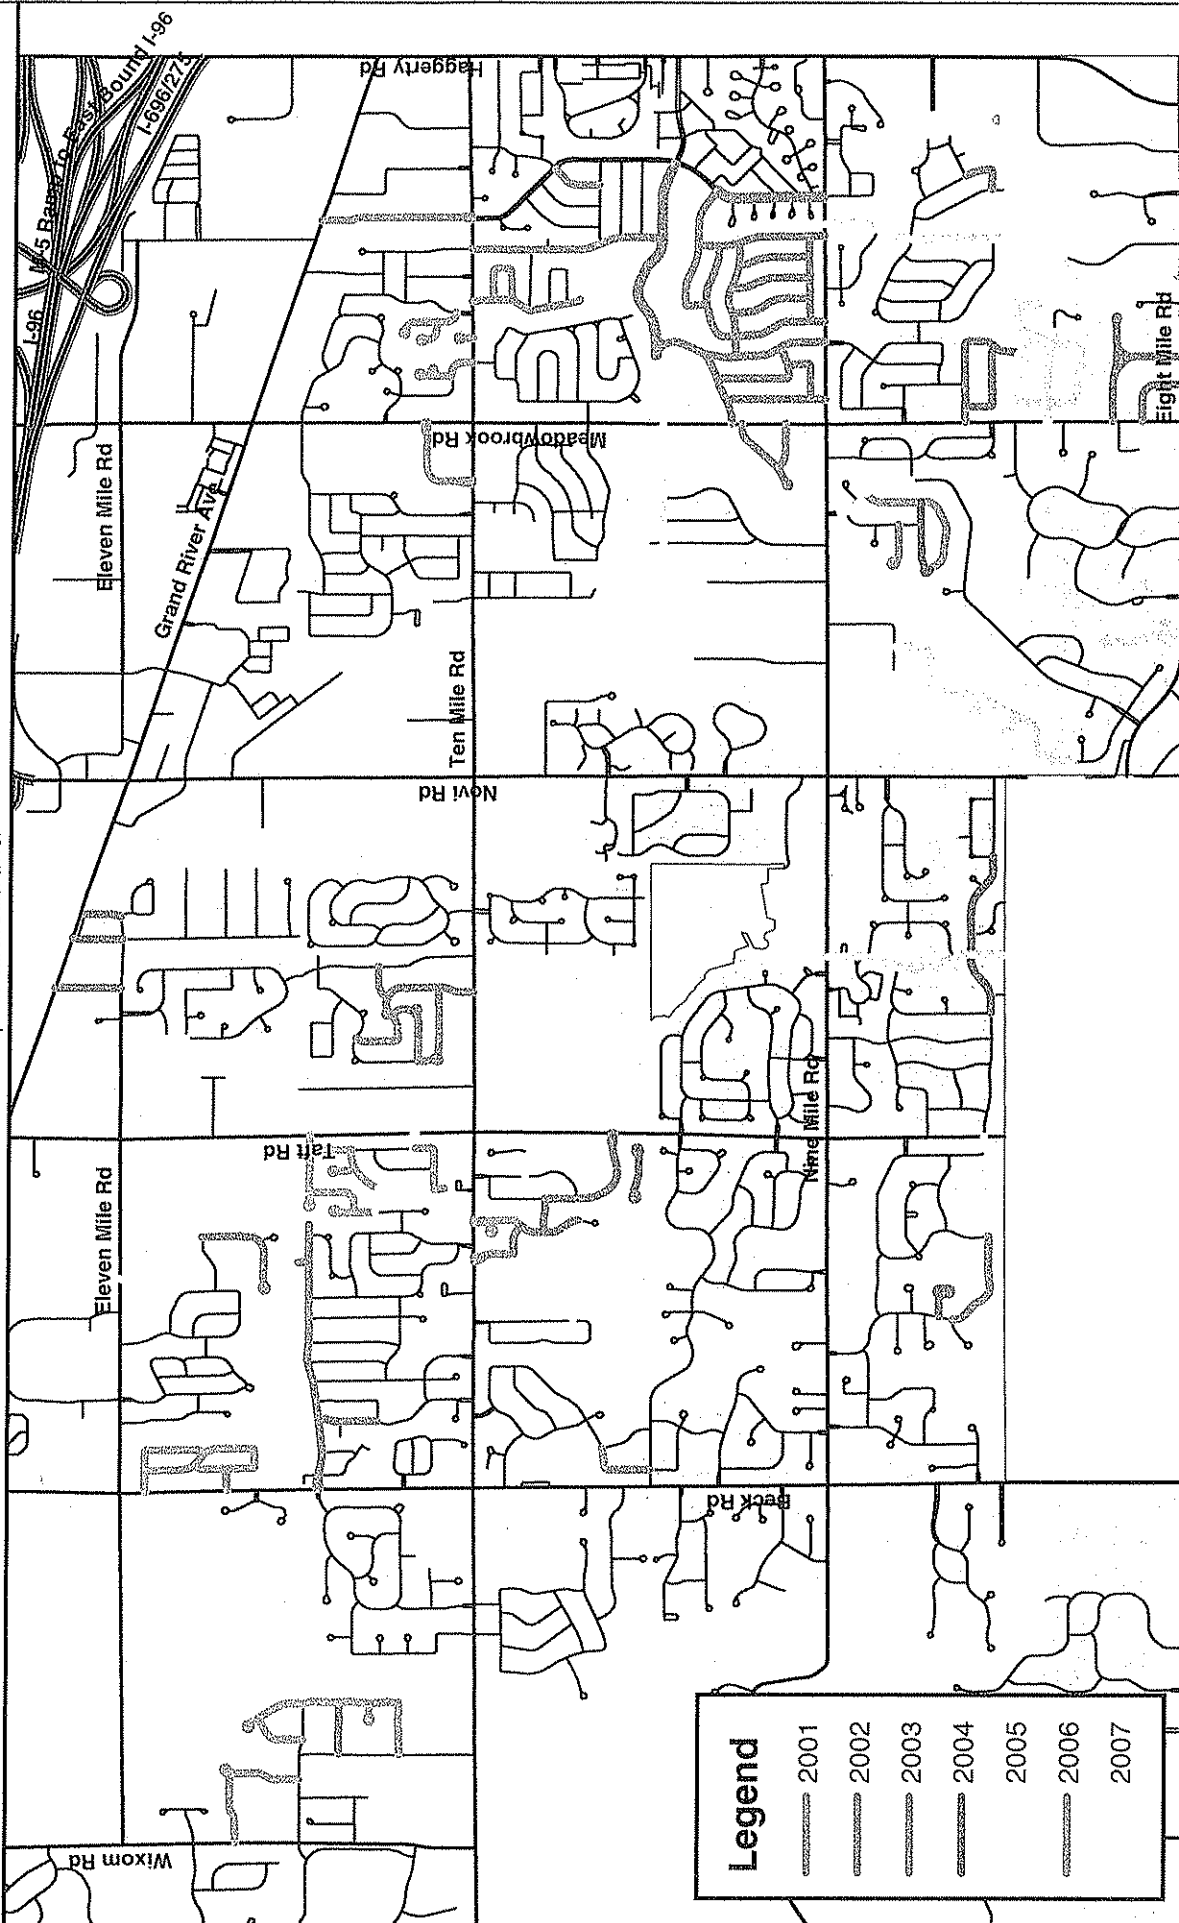 M-5 Ramp to East Bound I-96
I-696/275
I-96
Haggerty Rd
Eleven Mile Rd
Grand River Ave
Meadowbrook Rd
Eight Mile Rd
Ten Mile Rd
Novi Rd
Taft Rd
Nine Mile Rd
Eleven Mile Rd
Beck Rd
Wixom Rd
Legend
2001
2002
2003
2004
2005
2006
2007